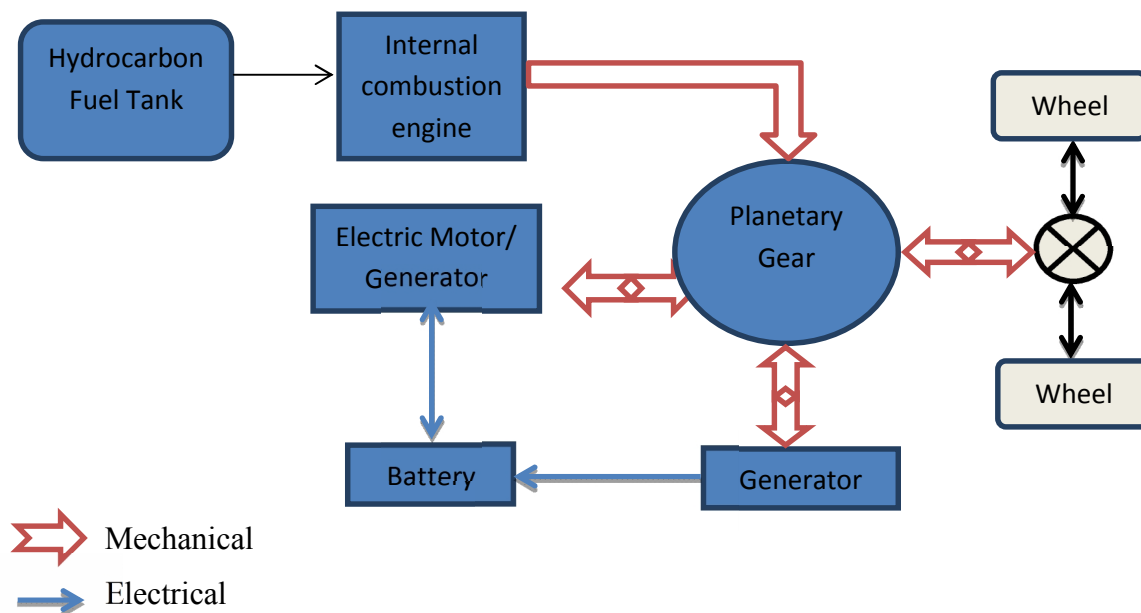 Hydrocarbon
Fuel Tank
Internal
combustion
engine
Wheel
Planetary
Gear
Electric Motor/
Generator
Wheel
Battery
Generator
Mechanical
Electrical